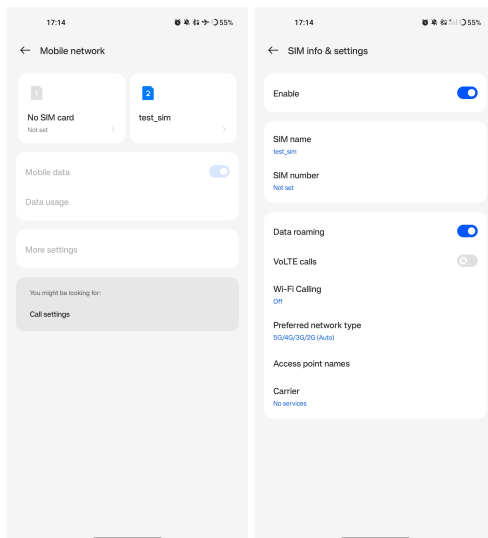 17:14
55%
Mobile network
1
2
No SIM card
Not set
test_sim
Mobile data
Data usage
More settings
You might be looking for:
Call settings
17:14
55%
SIM info & settings
Enable
SIM name
test_sim
SIM number
Not set
Data roaming
VoLTE calls
Wi-Fi Calling
Off
Preferred network type
5G/4G/3G/2G (Auto)
Access point names
Carrier
No services